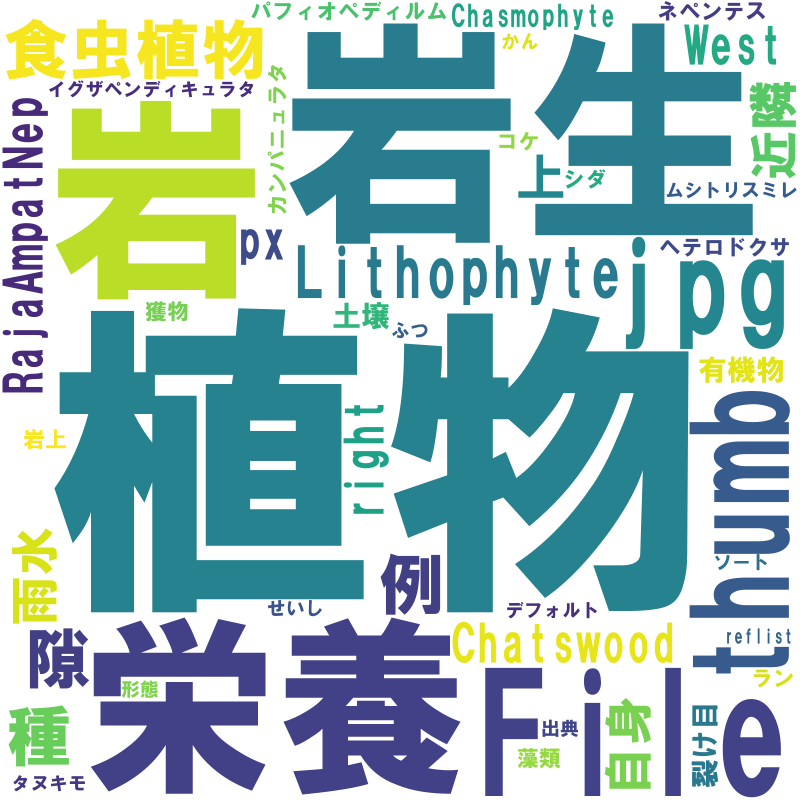 パフィオペディルム
Chasmophyte
ネペンテス
食虫植物
かん
West
イグザペンディキュラタ
カンパニュラタ
岩
岩生
近隣
コケ
上
シダ
ムシトリスミレ
RajaAmpatNep
px
Lithophyte
ヘテロドクサ
jpg
獲物
土壌
ふつ
有機物
植物
right
thumb
岩上
雨水
例
ソート
せいし
デフォルト
隙
栄養
Chatswood
reflist
形態
File
ラン
種
出典
自身
裂け目
藻類
タヌキモ